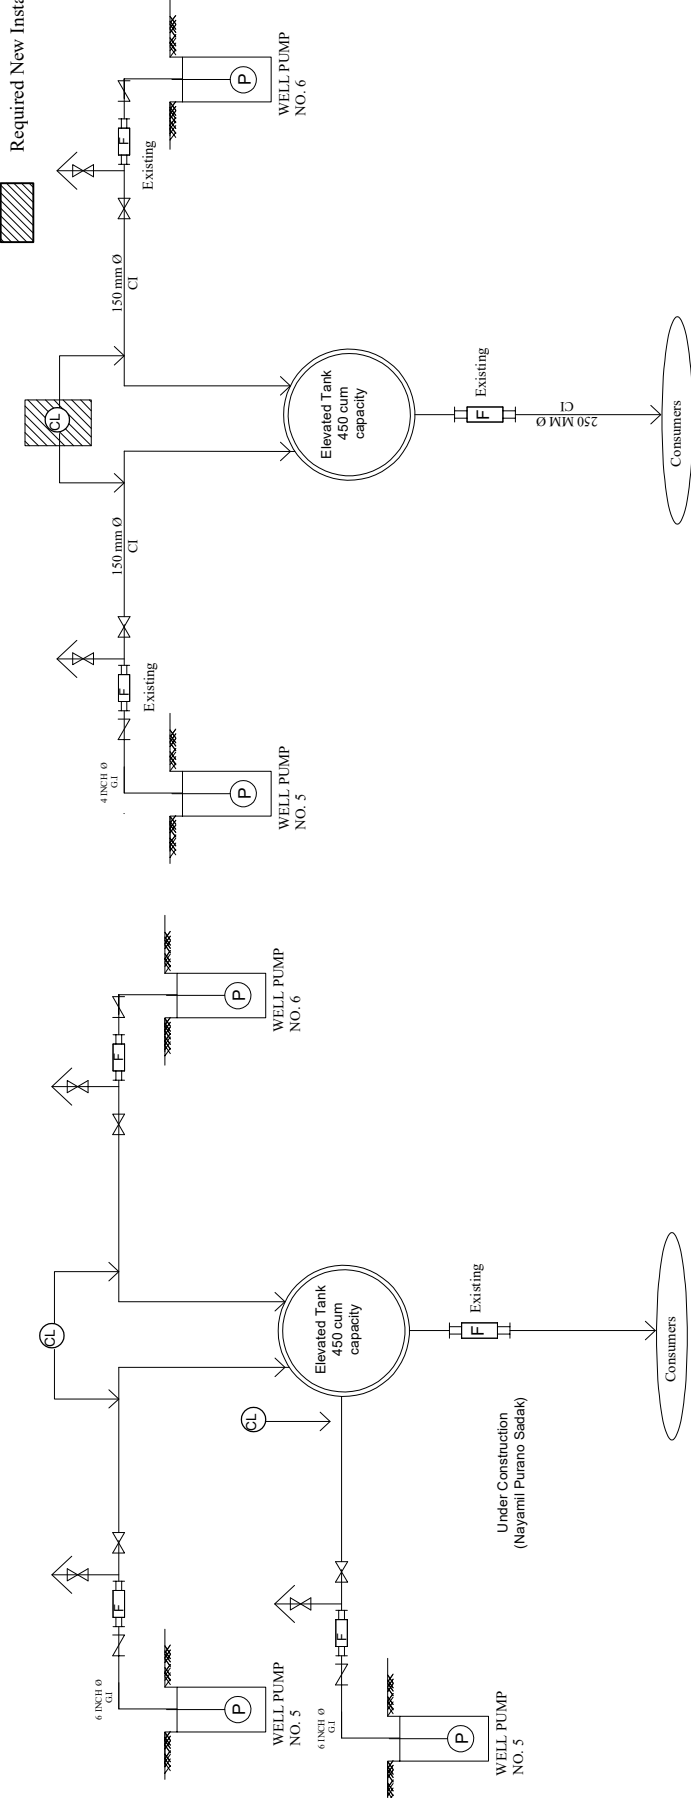 Required New Insta
CL
150 mm Ø
CI
150 mm Ø
CI
F
Existing
F
Existing
4 INCH Ø
G.I
P
WELL PUMP
NO. 5
P
WELL PUMP
NO. 6
Elevated Tank
450 cum
capacity
F
Existing
250 MM Ø
CI
Consumers
CL
F
F
6 INCH Ø
G.I
P
WELL PUMP
NO. 5
P
WELL PUMP
NO. 6
Elevated Tank
450 cum
capacity
CL
F
6 INCH Ø
G.I
P
WELL PUMP
NO. 5
F
Existing
Under Construction
(Nayamil Purano Sadak)
Consumers